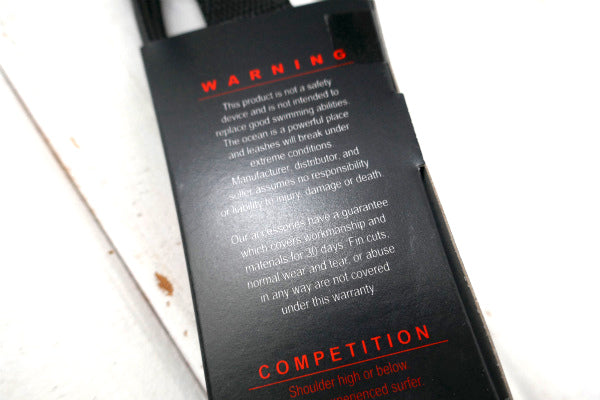 WARNING
This product is not a safety
device and is not intended to
replace good swimming abilities.
The ocean is a powerful place
and leashes will break under
extreme conditions.
Manufacturer, distributor, and
seller assumes no responsibility
or liability to injury, damage or death.
Our accessories have a guarantee
which covers workmanship and
materials for 30 days. Fin cuts,
normal wear and tear, or abuse
in any way are not covered
under this warranty.
COMPETITION
Shoulder high or below.
experienced surfer.